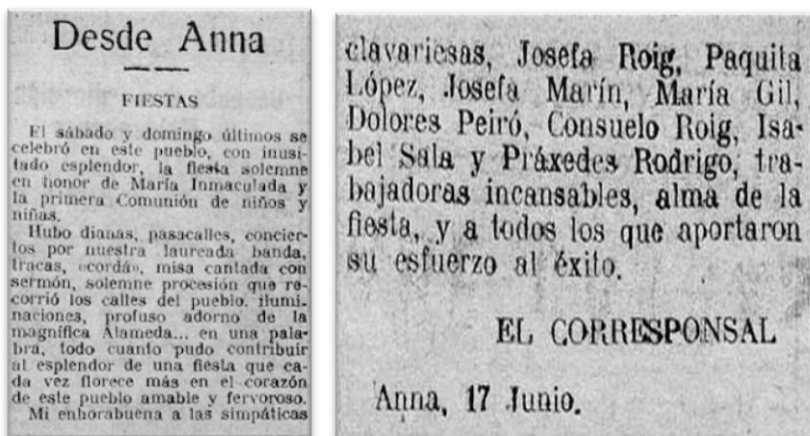 Desde Anna
FIESTAS
El sábado y domingo últimos se
celebró en este pueblo, con inusi-
tado esplendor, la fiesta solemne
en honor de María Inmaculada y
la primera Comunión de niños y
niñas.
Hubo dianas, pasacalles, concier-
tos por nuestra laureada banda,
tracas, «cordá», misa cantada con
sermón, solemne procesión que re-
corrió los calles del pueblo. ilumi-
naciones, profuso adorno de la
magnífica Alameda... en una pala-
bra, todo cuanto pudo contribuir
al esplendor de una fiesta que ca-
da vez florece más en el corazón
de este pueblo amable y fervoroso.
Mi enhorabuena a las simpáticas
clavariesas, Josefa Roig, Paquita
López, Josefa Marín, María Gil,
Dolores Peiró, Consuelo Roig, Isa-
bel Sala y Práxedes Rodrigo, tra-
bajadoras incansables, alma de la
fiesta, y a todos los que aportaron
su esfuerzo al éxito.
EL CORRESPONSAL
Anna, 17 Junio.